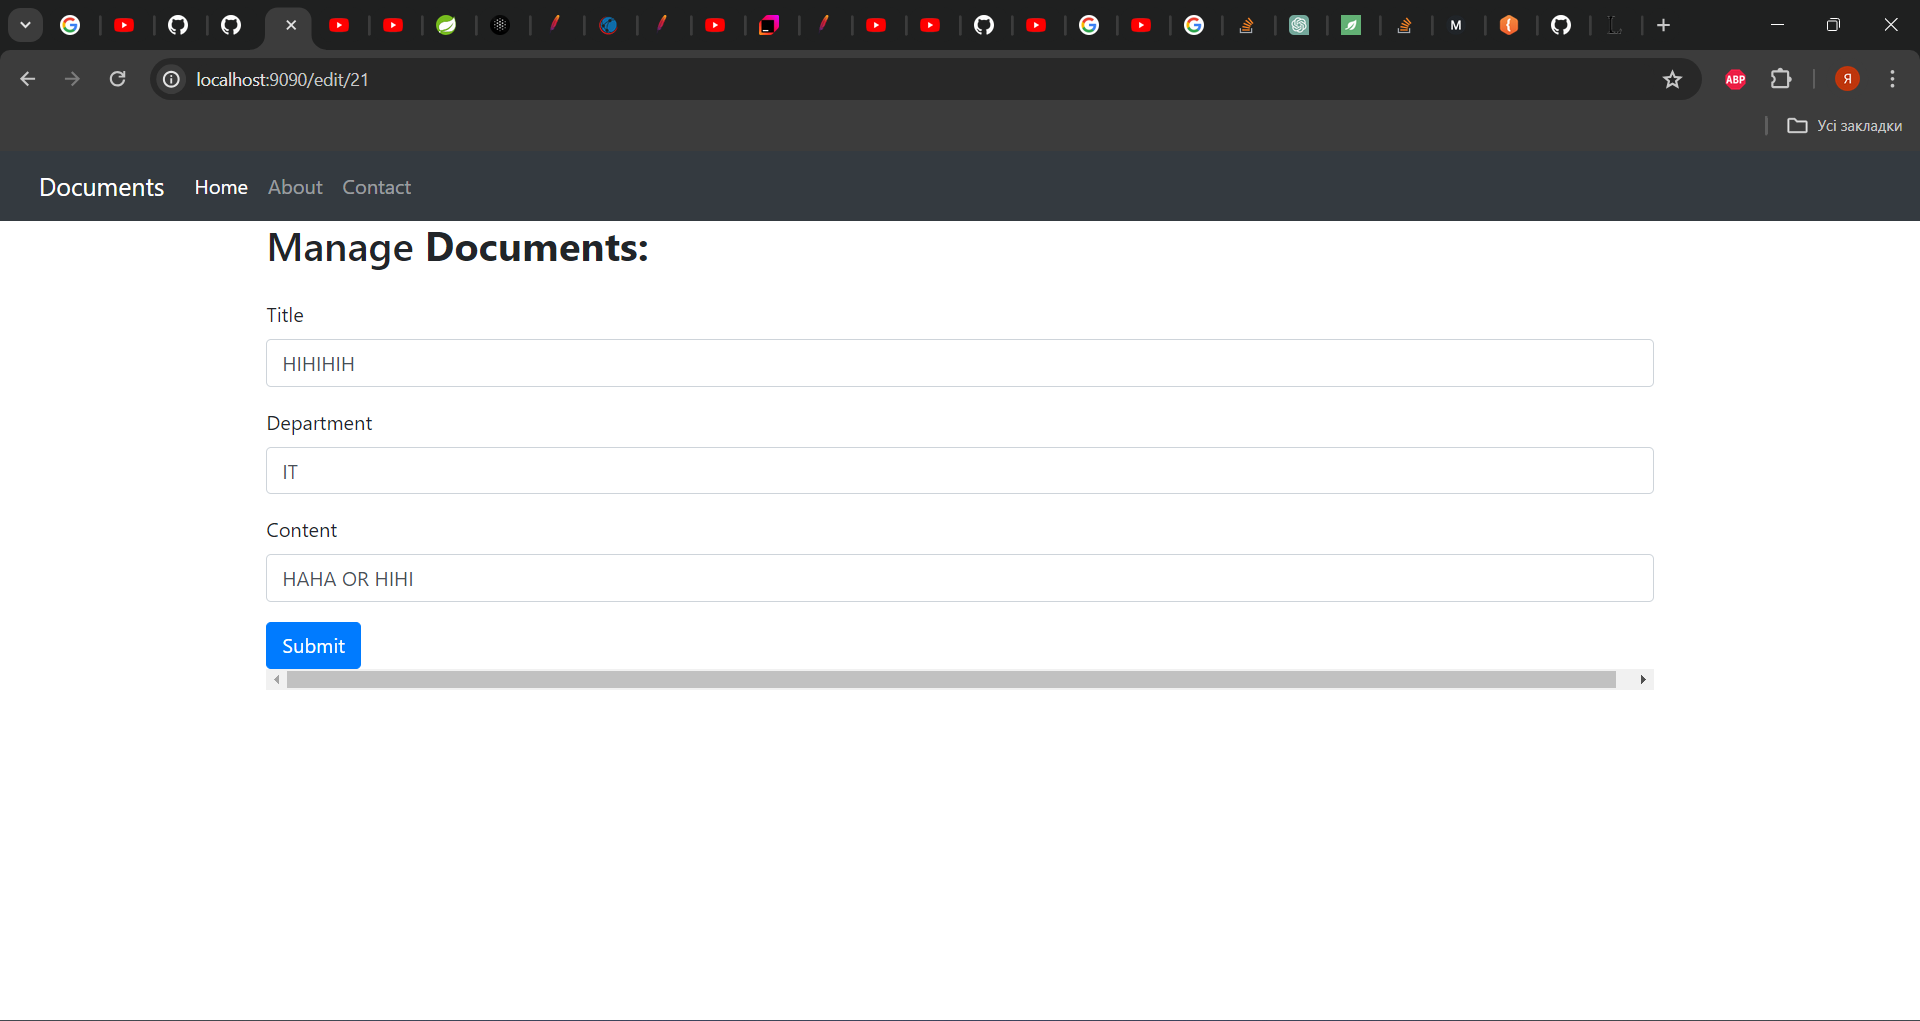 localhost:9090/edit/21
ABP
Я
Усі закладки
Documents Home About Contact
Manage Documents:
Title
HIHIHIH
Department
IT
Content
HAHA OR HIHI
Submit